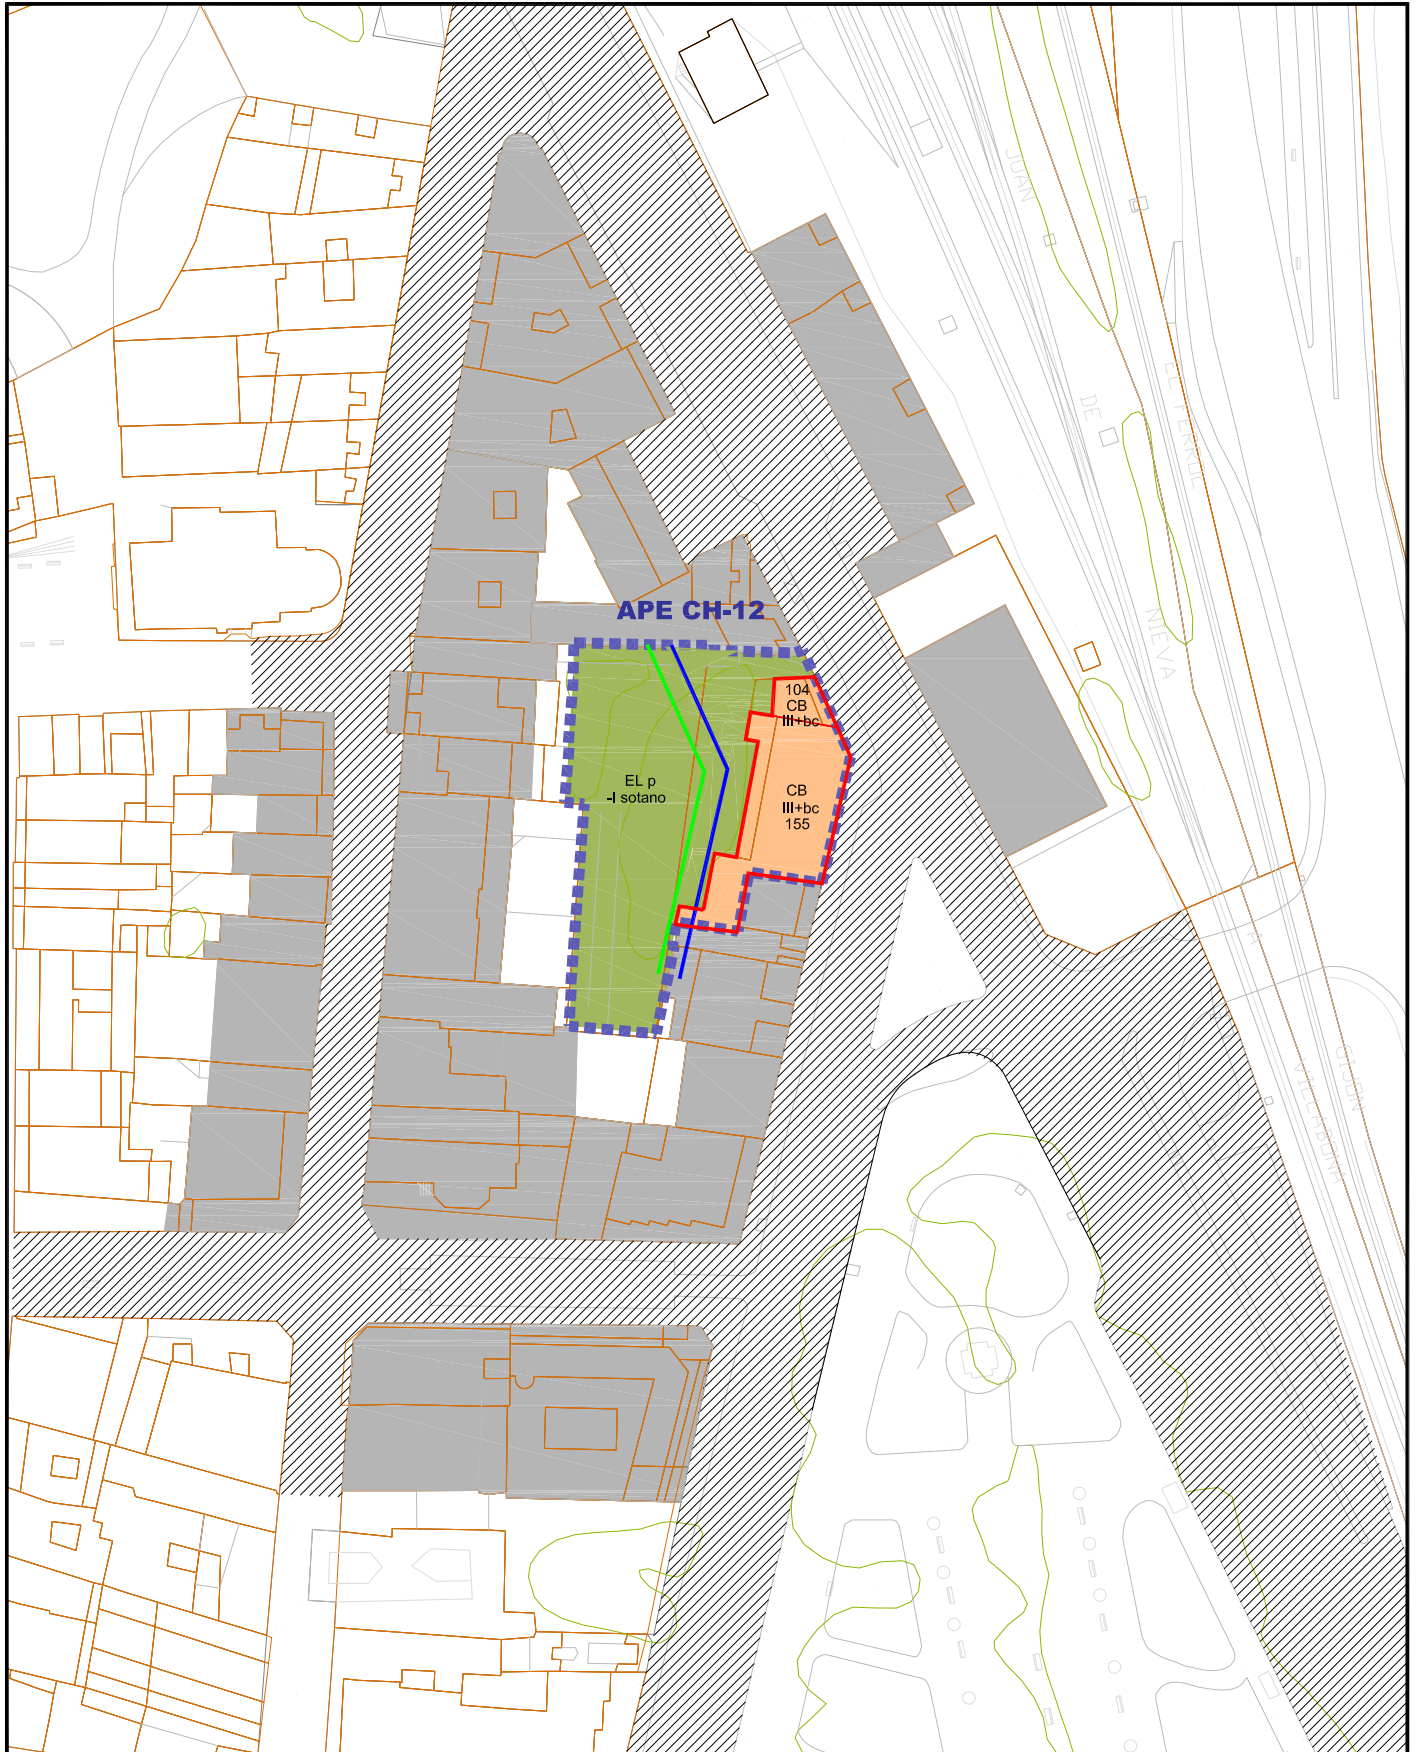 JUAN
EL FERROL
DE
APE CH-12
NIEVA
104
CB
III+bc
EL p
-I sotano
CB
III+bc
155
A
GIJON
VILLABONA